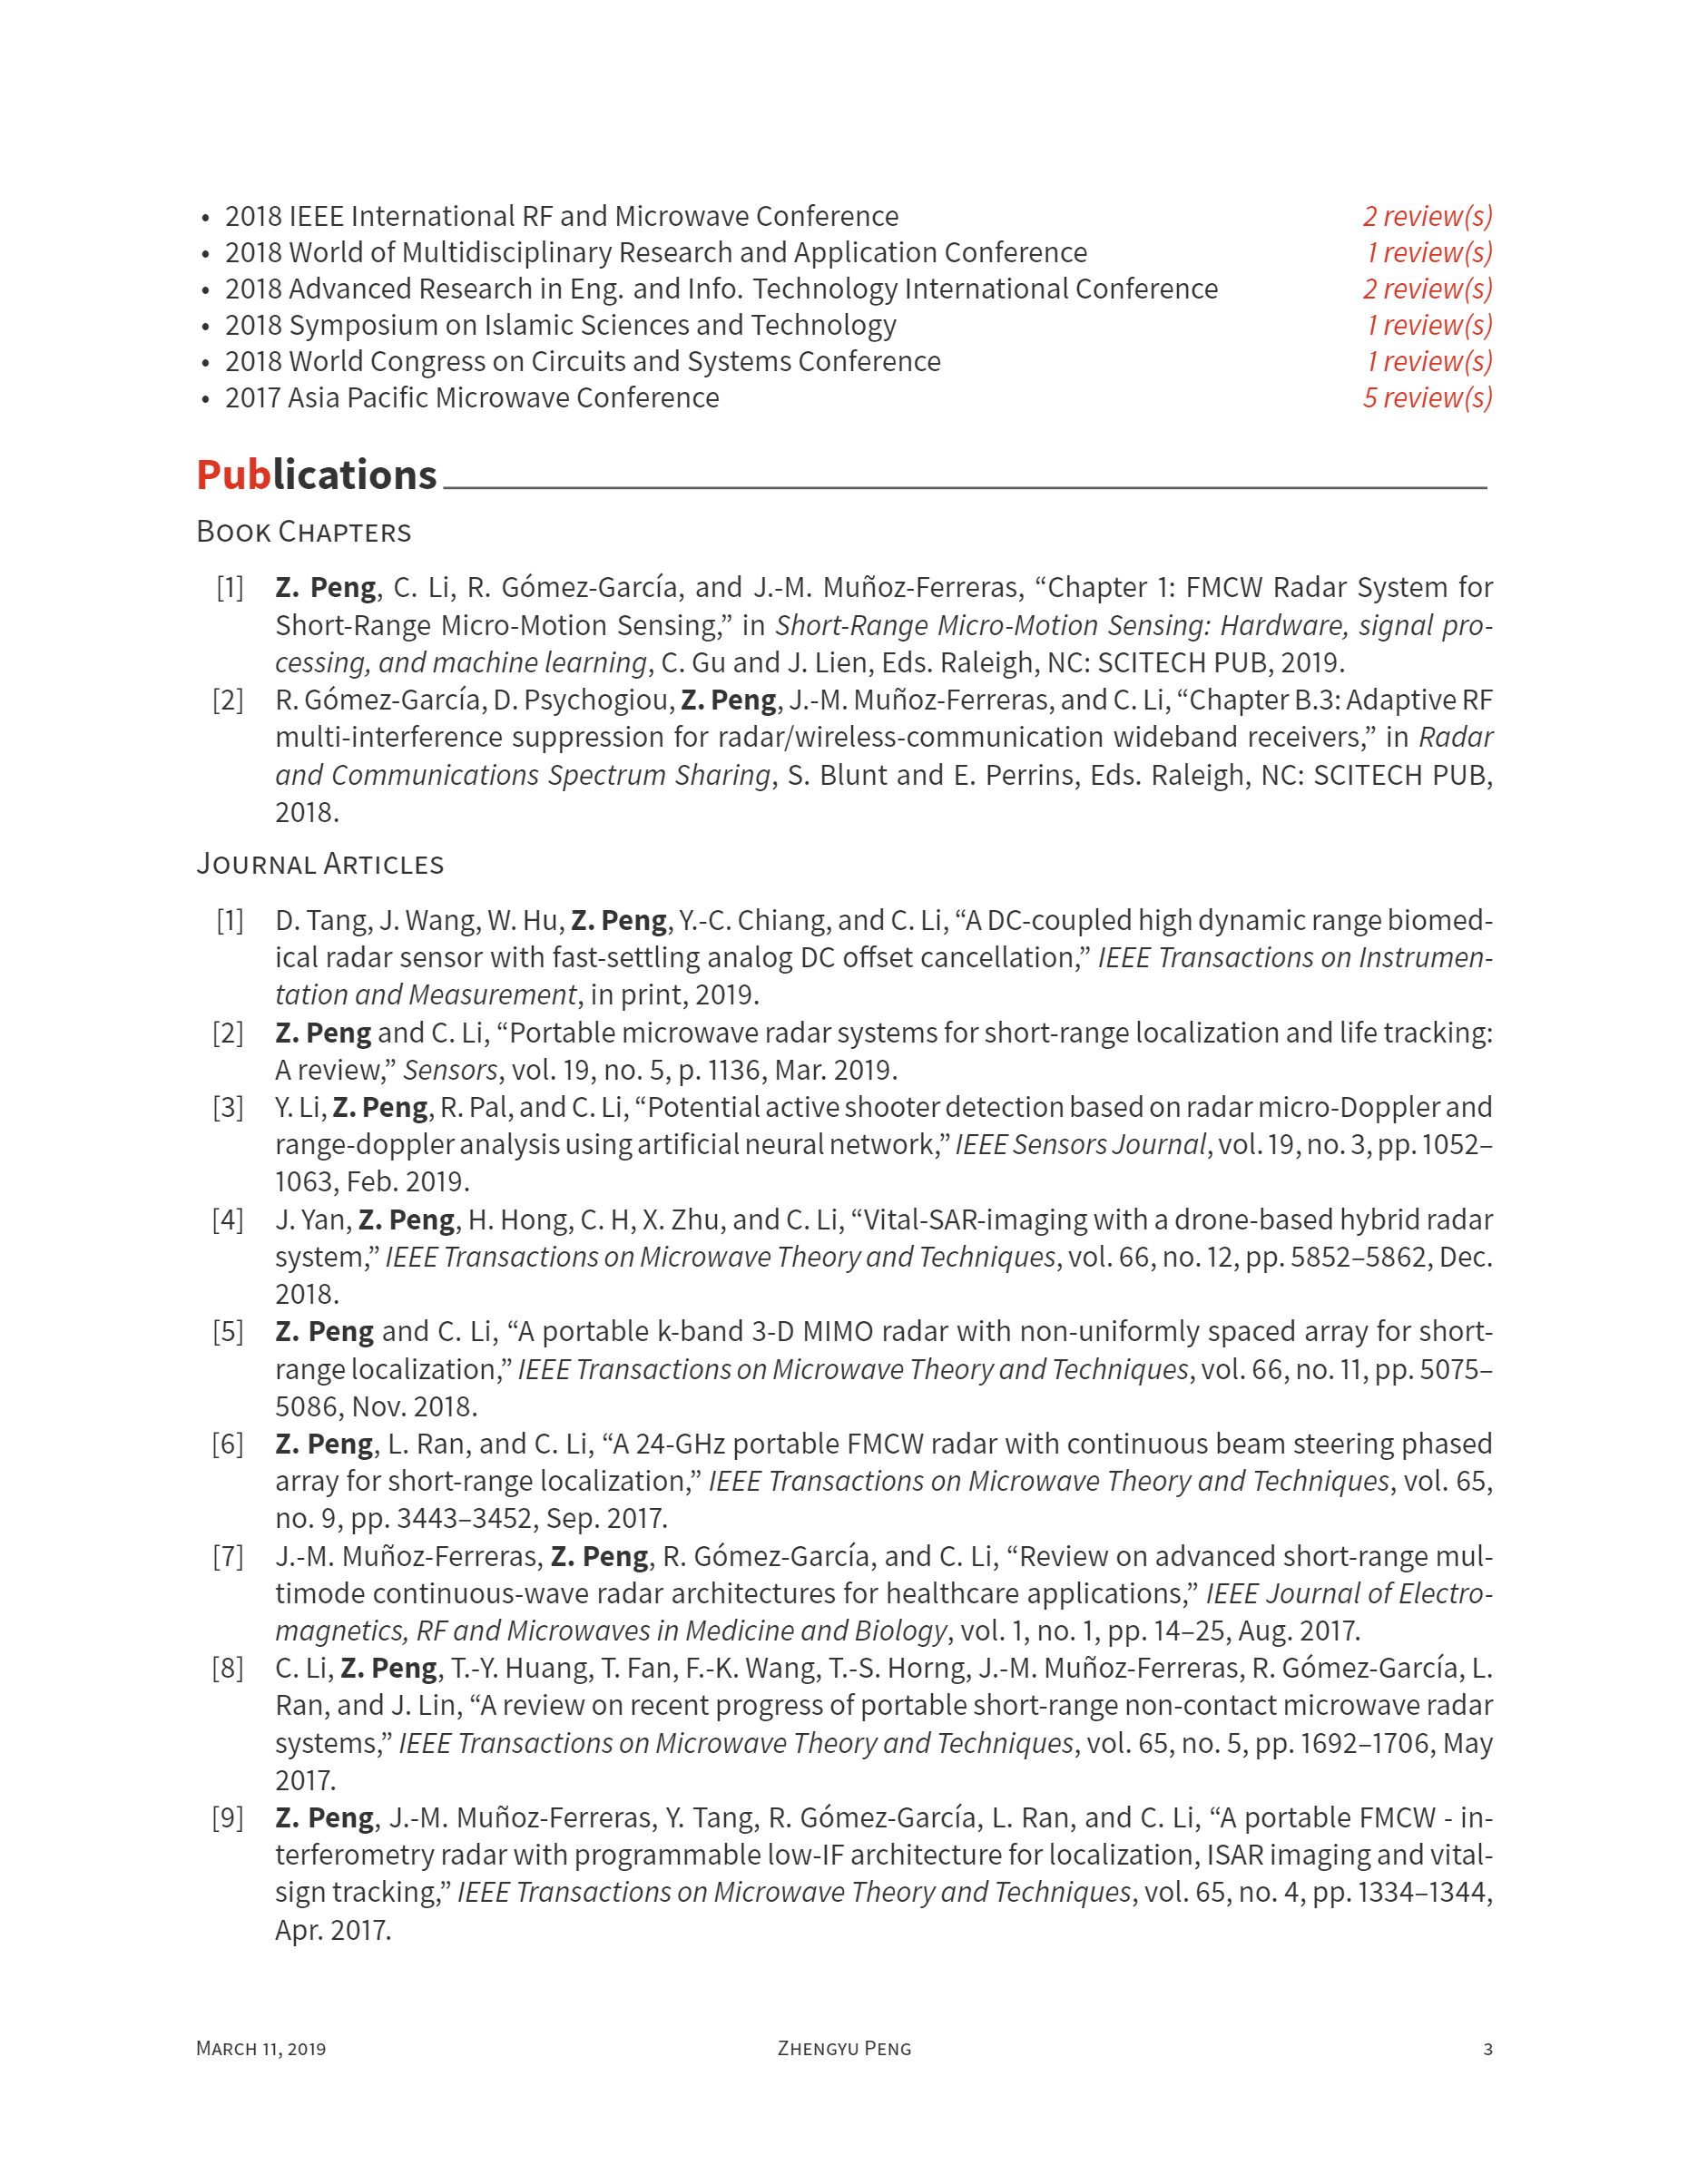 • 2018 IEEE International RF and Microwave Conference 2 review(s)
• 2018 World of Multidisciplinary Research and Application Conference 1 review(s)
• 2018 Advanced Research in Eng. and Info. Technology International Conference 2 review(s)
• 2018 Symposium on Islamic Sciences and Technology 1 review(s)
• 2018 World Congress on Circuits and Systems Conference 1 review(s)
• 2017 Asia Pacific Microwave Conference 5 review(s)
Publications
Book Chapters
[1] Z. Peng, C. Li, R. Gómez-García, and J.-M. Muñoz-Ferreras, “Chapter 1: FMCW Radar System for
Short-Range Micro-Motion Sensing,” in Short-Range Micro-Motion Sensing: Hardware, signal pro-
cessing, and machine learning, C. Gu and J. Lien, Eds. Raleigh, NC: SCITECH PUB, 2019.
[2] R. Gómez-García, D. Psychogiou, Z. Peng, J.-M. Muñoz-Ferreras, and C. Li, “Chapter B.3: Adaptive RF
multi-interference suppression for radar/wireless-communication wideband receivers,” in Radar
and Communications Spectrum Sharing, S. Blunt and E. Perrins, Eds. Raleigh, NC: SCITECH PUB,
2018.
Journal Articles
[1] D. Tang, J. Wang, W. Hu, Z. Peng, Y.-C. Chiang, and C. Li, “A DC-coupled high dynamic range biomed-
ical radar sensor with fast-settling analog DC offset cancellation,” IEEE Transactions on Instrumen-
tation and Measurement, in print, 2019.
[2] Z. Peng and C. Li, “Portable microwave radar systems for short-range localization and life tracking:
A review,” Sensors, vol. 19, no. 5, p. 1136, Mar. 2019.
[3] Y. Li, Z. Peng, R. Pal, and C. Li, “Potential active shooter detection based on radar micro-Doppler and
range-doppler analysis using artificial neural network,” IEEE Sensors Journal, vol. 19, no. 3, pp. 1052–
1063, Feb. 2019.
[4] J. Yan, Z. Peng, H. Hong, C. H, X. Zhu, and C. Li, “Vital-SAR-imaging with a drone-based hybrid radar
system,” IEEE Transactions on Microwave Theory and Techniques, vol. 66, no. 12, pp. 5852–5862, Dec.
2018.
[5] Z. Peng and C. Li, “A portable k-band 3-D MIMO radar with non-uniformly spaced array for short-
range localization,” IEEE Transactions on Microwave Theory and Techniques, vol. 66, no. 11, pp. 5075–
5086, Nov. 2018.
[6] Z. Peng, L. Ran, and C. Li, “A 24-GHz portable FMCW radar with continuous beam steering phased
array for short-range localization,” IEEE Transactions on Microwave Theory and Techniques, vol. 65,
no. 9, pp. 3443–3452, Sep. 2017.
[7] J.-M. Muñoz-Ferreras, Z. Peng, R. Gómez-García, and C. Li, “Review on advanced short-range mul-
timode continuous-wave radar architectures for healthcare applications,” IEEE Journal of Electro-
magnetics, RF and Microwaves in Medicine and Biology, vol. 1, no. 1, pp. 14–25, Aug. 2017.
[8] C. Li, Z. Peng, T.-Y. Huang, T. Fan, F.-K. Wang, T.-S. Horng, J.-M. Muñoz-Ferreras, R. Gómez-García, L.
Ran, and J. Lin, “A review on recent progress of portable short-range non-contact microwave radar
systems,” IEEE Transactions on Microwave Theory and Techniques, vol. 65, no. 5, pp. 1692–1706, May
2017.
[9] Z. Peng, J.-M. Muñoz-Ferreras, Y. Tang, R. Gómez-García, L. Ran, and C. Li, “A portable FMCW - in-
terferometry radar with programmable low-IF architecture for localization, ISAR imaging and vital-
sign tracking,” IEEE Transactions on Microwave Theory and Techniques, vol. 65, no. 4, pp. 1334–1344,
Apr. 2017.
March 11, 2019 Zhengyu Peng 3